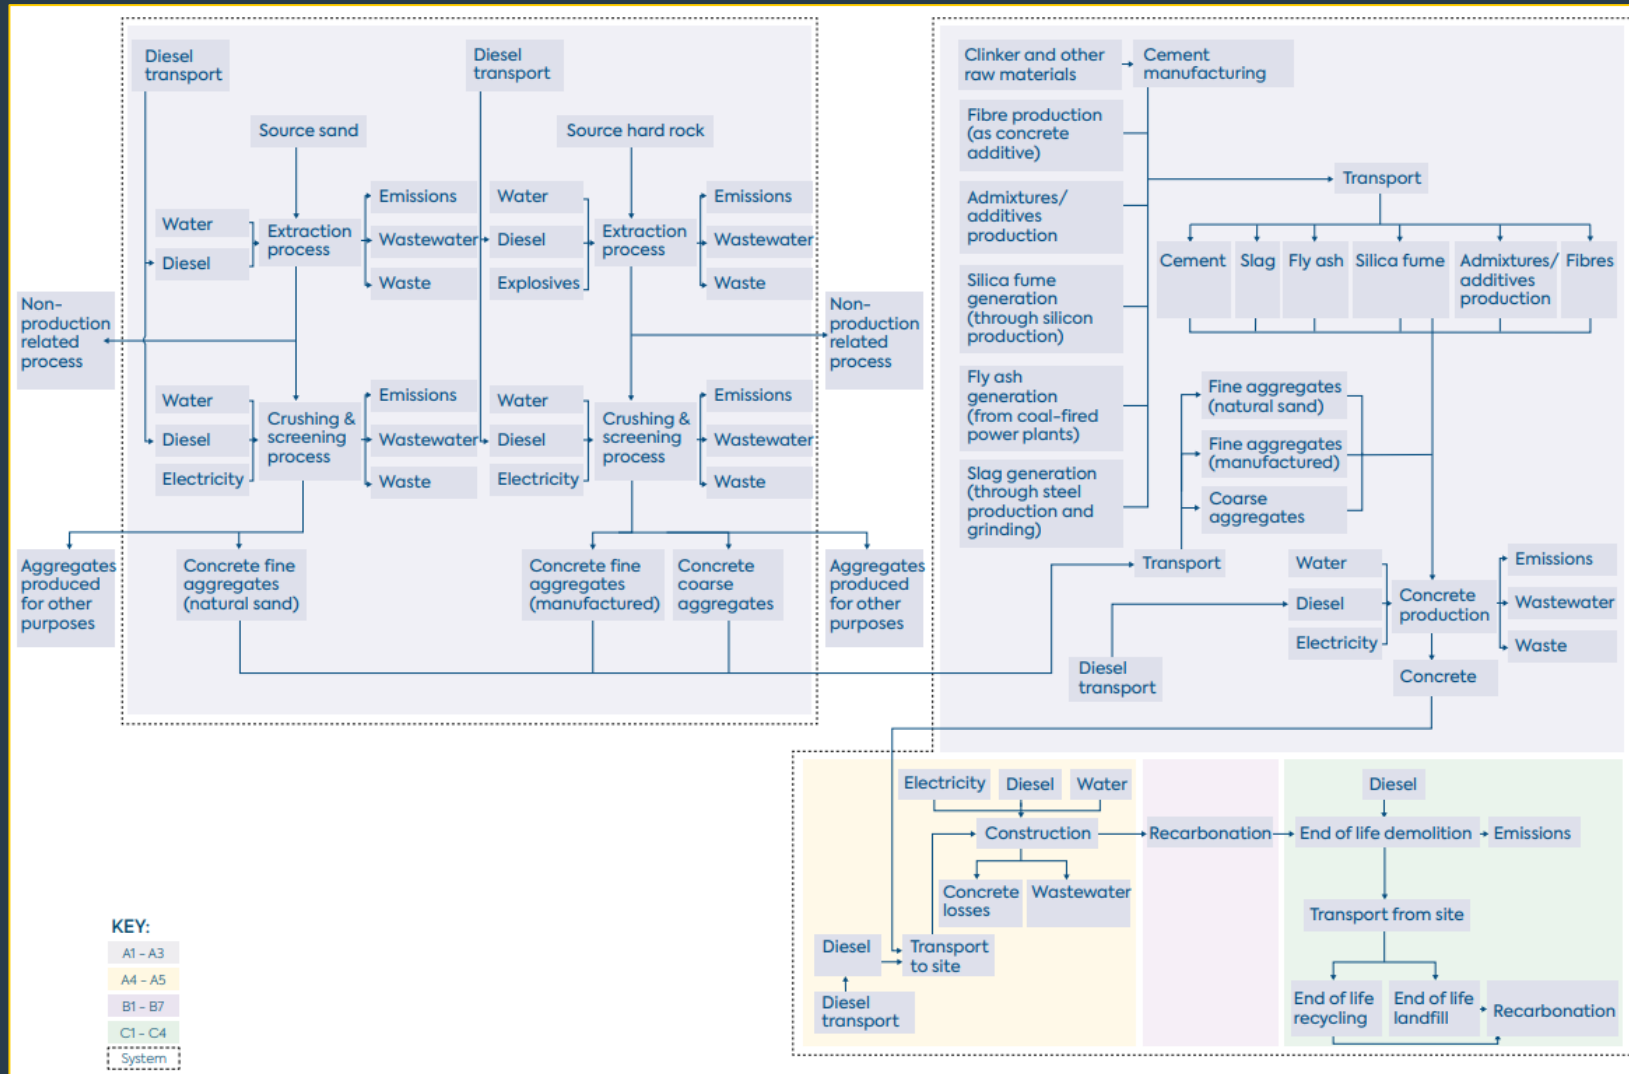 Diesel
transport
Source sand
Water
Diesel
Extraction
process
Emissions
Wastewater
Waste
Non-
production
related
process
Water
Diesel
Electricity
Crushing &
screening
process
Emissions
Wastewater
Waste
Aggregates
produced
for other
purposes
Concrete fine
aggregates
(natural sand)
Diesel
transport
Source hard rock
Water
Diesel
Explosives
Extraction
process
Emissions
Wastewater
Waste
Non-
production
related
process
Water
Diesel
Electricity
Crushing &
screening
process
Emissions
Wastewater
Waste
Concrete fine
aggregates
(manufactured)
Concrete
coarse
aggregates
Aggregates
produced
for other
purposes
Clinker and other
raw materials
Cement
manufacturing
Fibre production
(as concrete
additive)
Admixtures/
additives
production
Silica fume
generation
(through silicon
production)
Fly ash
generation
(from coal-fired
power plants)
Slag generation
(through steel
production and
grinding)
Transport
Cement
Slag
Fly ash
Silica fume
Admixtures/
additives
production
Fibres
Fine aggregates
(natural sand)
Fine aggregates
(manufactured)
Coarse
aggregates
Transport
Water
Diesel
Electricity
Concrete
production
Emissions
Wastewater
Waste
Diesel
transport
Concrete
Electricity
Diesel
Water
Construction
Concrete
losses
Wastewater
Diesel
Transport
to site
Diesel
transport
Recarbonation
Diesel
End of life demolition
Emissions
Transport from site
End of life
recycling
End of life
landfill
Recarbonation
KEY:
A1 - A3
A4 - A5
B1 - B7
C1 - C4
System